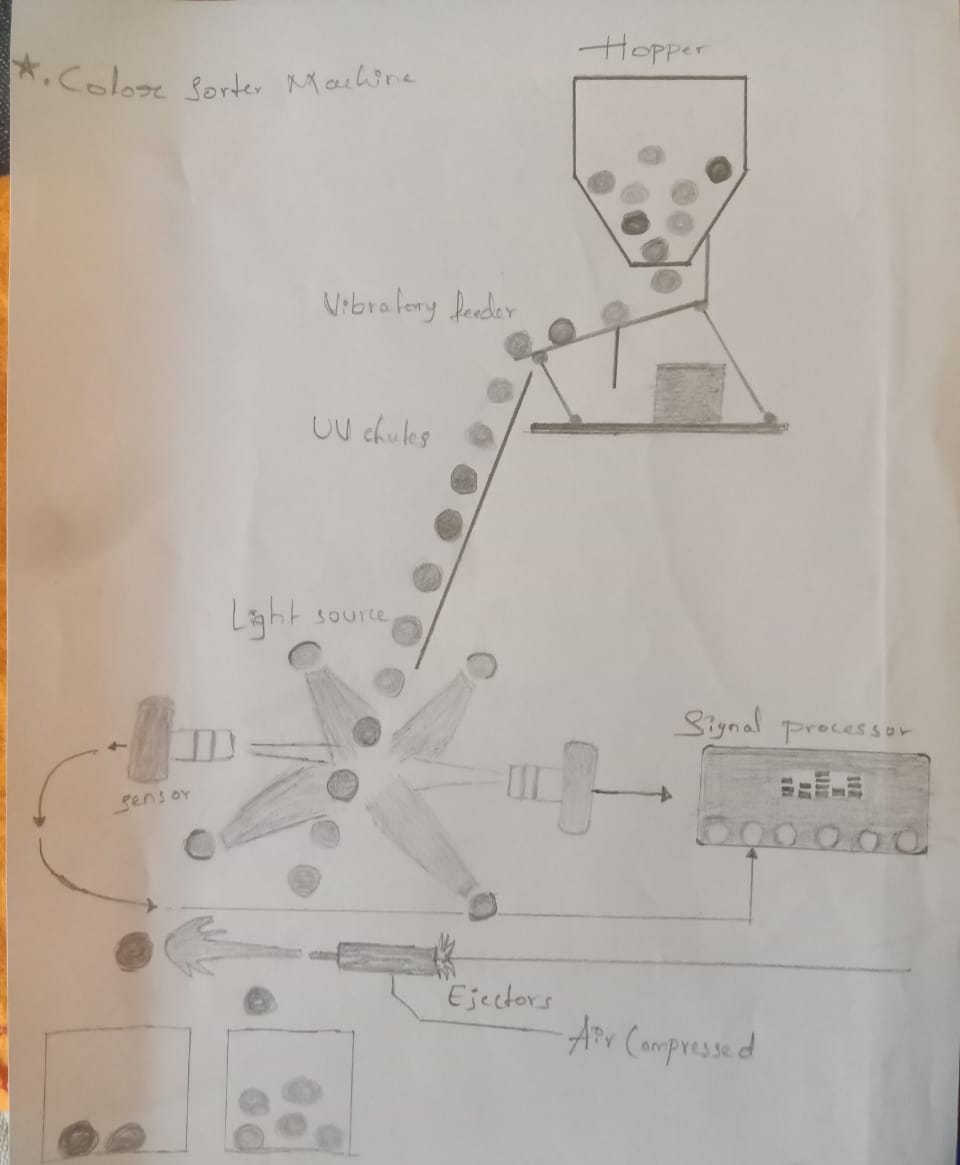 ★. Color Sorter Machine
Hopper
Vibratory feeder
UV chutes
Light source
Signal processor
sensor
Ejectors
Air Compressed